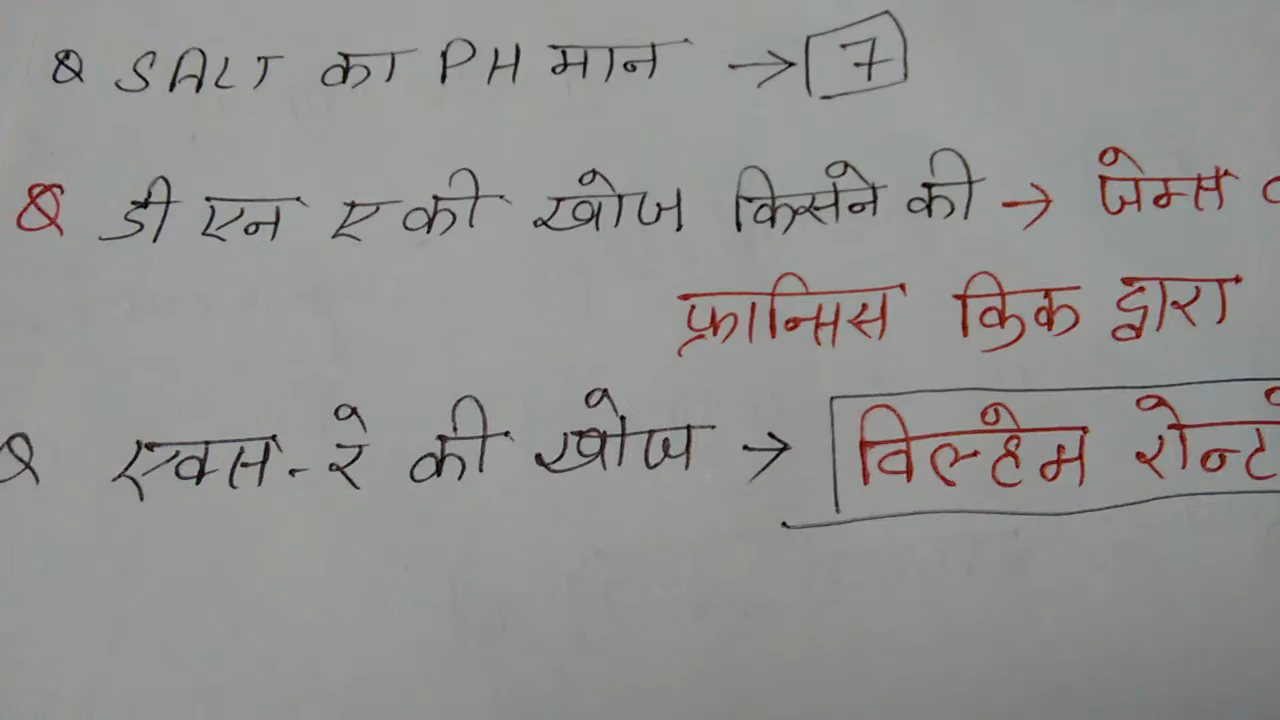 Q SALT का PH मान → 7
Q डी एन ए की खोज किसने की → जेम्स
फ्रान्सिस क्रिक द्वारा
Q एक्स-रे की खोज → विल्हेम